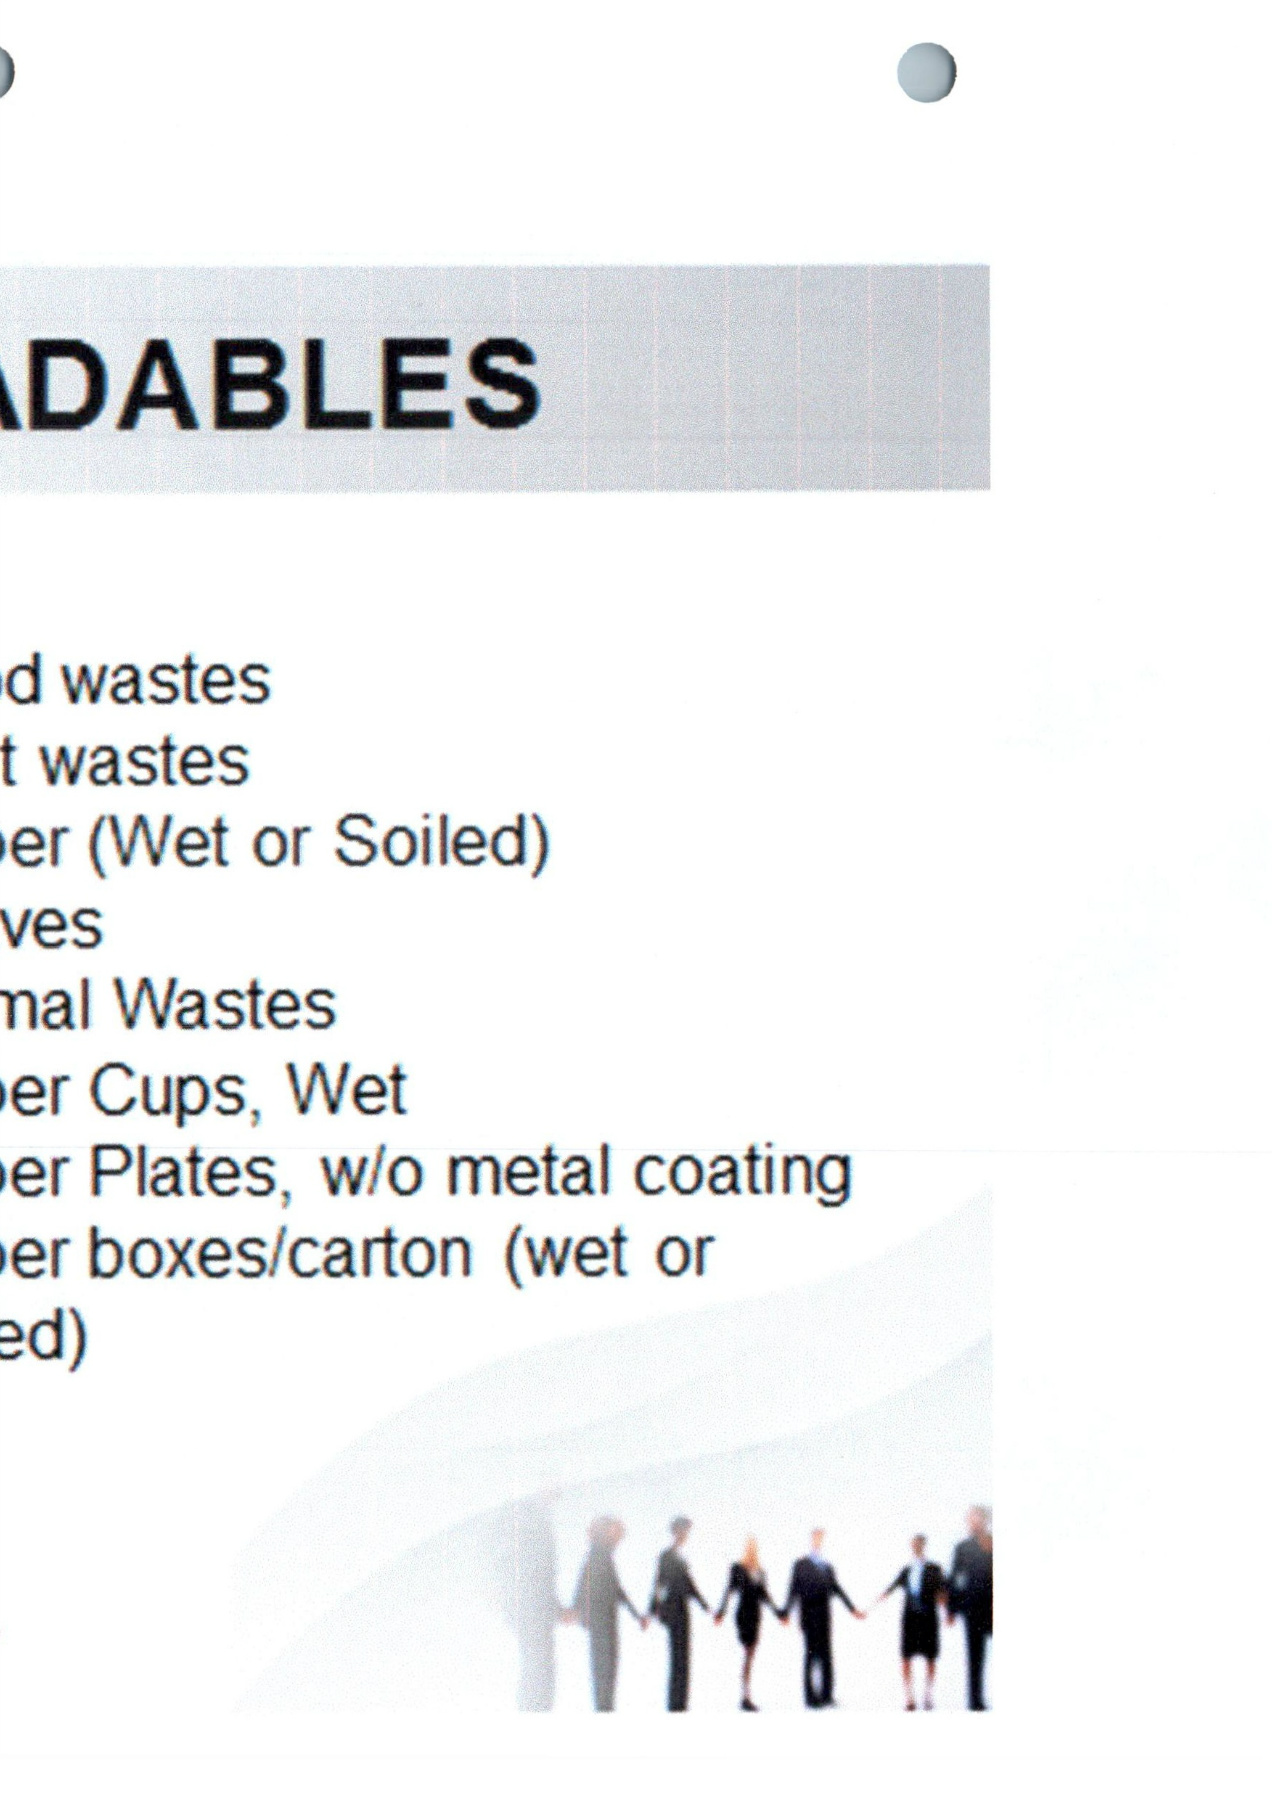 ADABLES
od wastes
t wastes
per (Wet or Soiled)
ves
mal Wastes
per Cups, Wet
per Plates, w/o metal coating
per boxes/carton (wet or
ed)